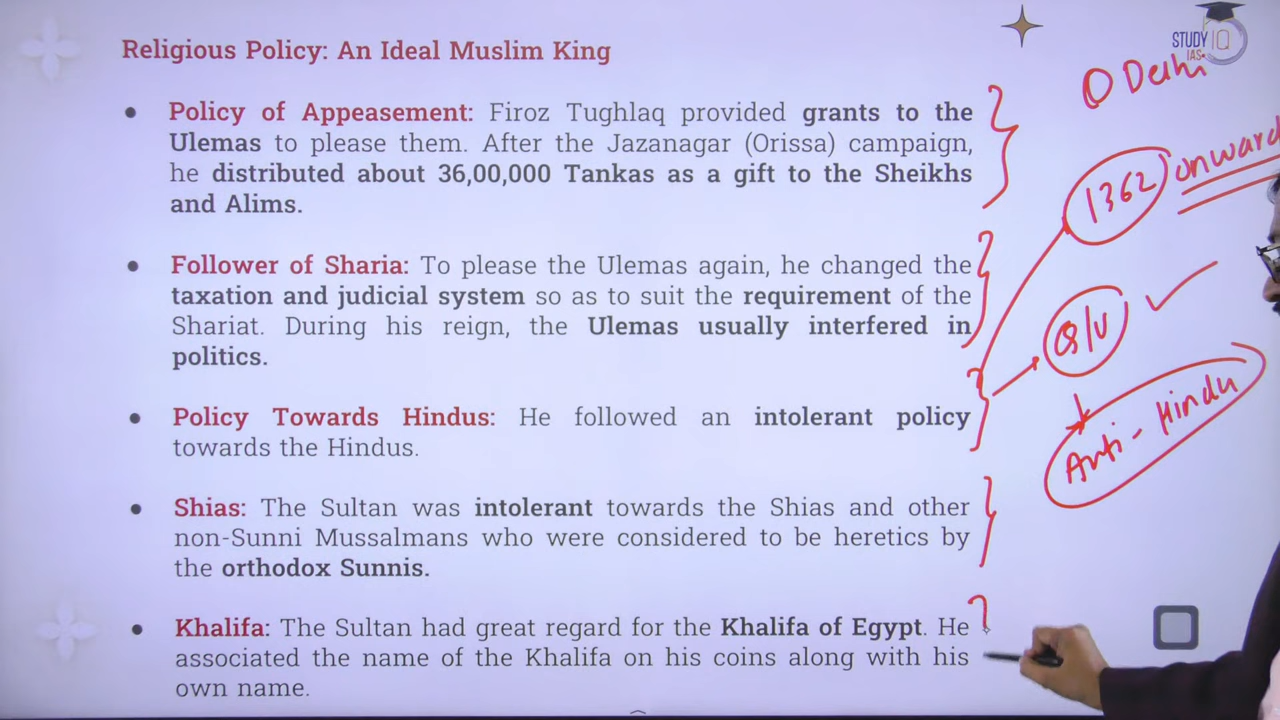 Religious Policy: An Ideal Muslim King
STUDY IQ
IAS
Delhi
• Policy of Appeasement: Firoz Tughlaq provided grants to the
Ulemas to please them. After the Jazanagar (Orissa) campaign,
he distributed about 36,00,000 Tankas as a gift to the Sheikhs
and Alims.
1362 onward
• Follower of Sharia: To please the Ulemas again, he changed the
taxation and judicial system so as to suit the requirement of the
Shariat. During his reign, the Ulemas usually interfered in
politics.
• Policy Towards Hindus: He followed an intolerant policy
towards the Hindus.
Anti-Hindu
• Shias: The Sultan was intolerant towards the Shias and other
non-Sunni Mussalmans who were considered to be heretics by
the orthodox Sunnis.
• Khalifa: The Sultan had great regard for the Khalifa of Egypt. He
associated the name of the Khalifa on his coins along with his
own name.